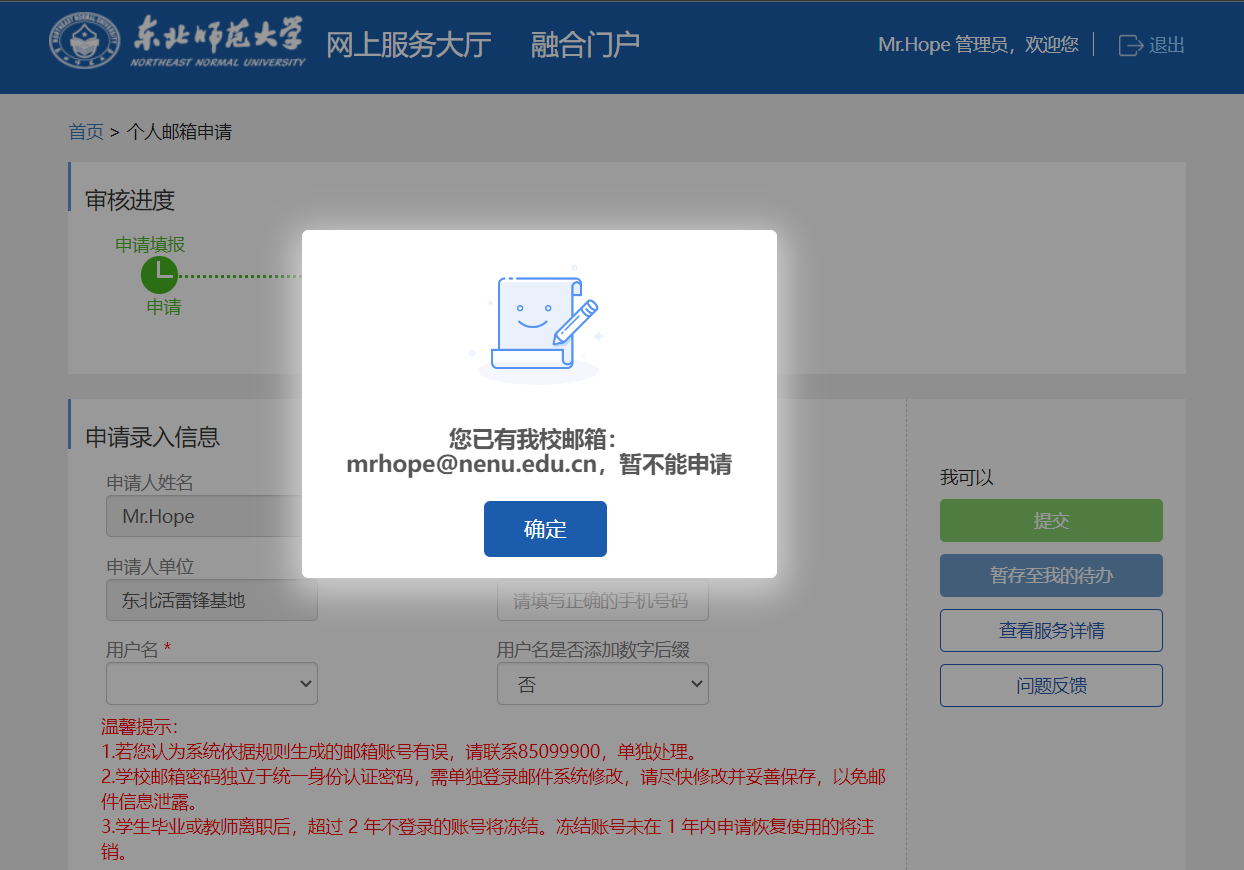 东北师范大学
NORTHEAST NORMAL UNIVERSITY
网上服务大厅 融合门户
Mr.Hope 管理员，欢迎您
退出
首页 > 个人邮箱申请
审核进度
申请填报
申请
您已有我校邮箱：
mrhope@nenu.edu.cn，暂不能申请
确定
申请录入信息
申请人姓名
Mr.Hope
申请人单位
东北活雷锋基地
请填写正确的手机号码
用户名 *
用户名是否添加数字后缀
否
温馨提示：
1.若您认为系统依据规则生成的邮箱账号有误，请联系85099900，单独处理。
2.学校邮箱密码独立于统一身份认证密码，需单独登录邮件系统修改，请尽快修改并妥善保存，以免邮
件信息泄露。
3.学生毕业或教师离职后，超过 2 年不登录的账号将冻结。冻结账号未在 1 年内申请恢复使用的将注
销。
我可以
提交
暂存至我的待办
查看服务详情
问题反馈